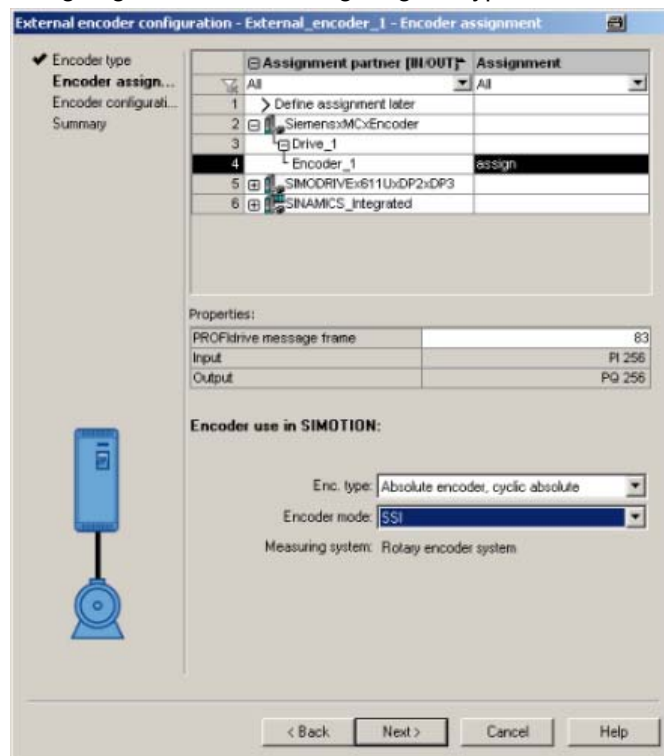 External encoder configuration - External_encoder_1 - Encoder assignment
Encoder type
Encoder assign...
Encoder configurati...
Summary
Assignment partner [IN/OUT] Assignment
All All
1 Define assignment later
2 SiemensxMCxEncoder
3 Drive_1
4 Encoder_1 assign
5 SIMODRIVEx611UxDP2xDP3
6 SINAMICS_Integrated
Properties:
PROFIdrive message frame 83
Input PI 256
Output PQ 256
Encoder use in SIMOTION:
Enc. type: Absolute encoder, cyclic absolute
Encoder mode: SSI
Measuring system: Rotary encoder system
< Back Next > Cancel Help